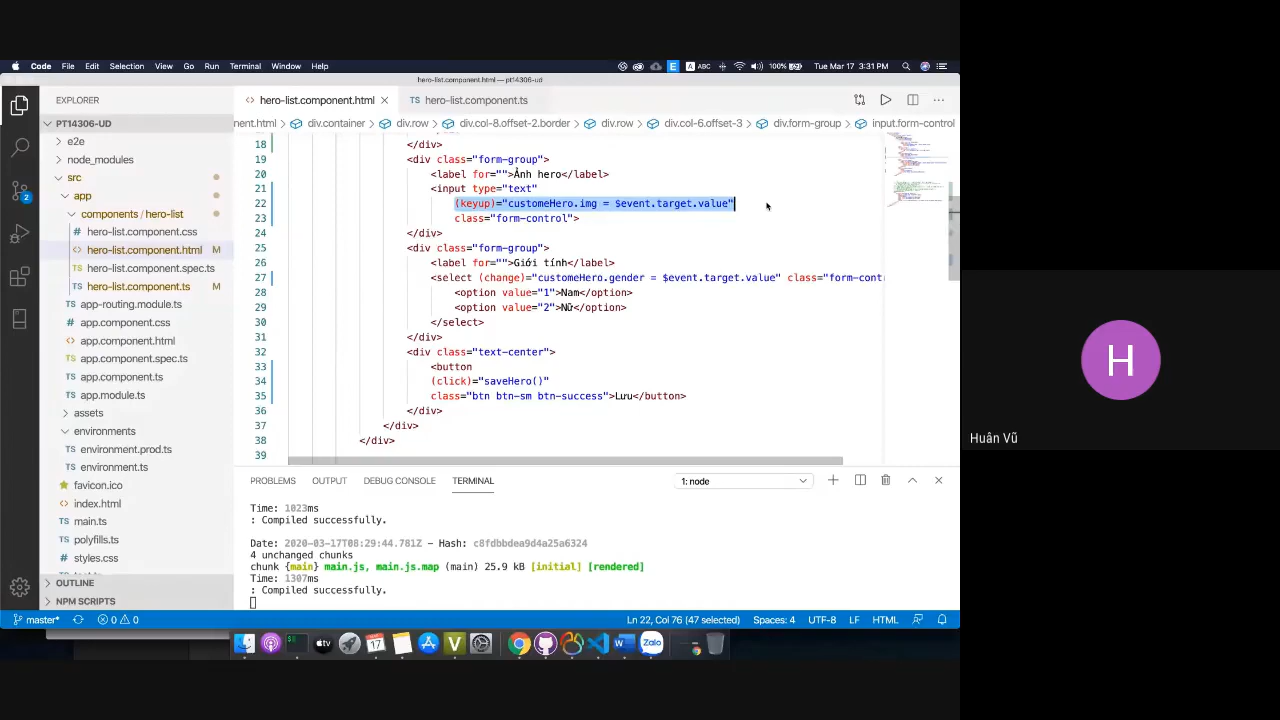 Code File Edit Selection View Go Run Terminal Window Help E A ABC 100% Tue Mar 17 3:31 PM
hero-list.component.html — pt14306-ud
EXPLORER
hero-list.component.html
hero-list.component.ts
PT14306-UD
e2e
node_modules
src
app
components / hero-list
hero-list.component.css
hero-list.component.html M
hero-list.component.spec.ts
hero-list.component.ts M
app-routing.module.ts
app.component.css
app.component.html
app.component.spec.ts
app.component.ts
app.module.ts
assets
environments
environment.prod.ts
environment.ts
favicon.ico
index.html
main.ts
polyfills.ts
styles.css
OUTLINE
NPM SCRIPTS
2
nent.html > div.container > div.row > div.col-8.offset-2.border > div.row > div.col-6.offset-3 > div.form-group > input.form-control
18 </div>
19 <div class="form-group">
20 <label for="">Ảnh hero</label>
21 <input type="text"
22 (keyup)="customeHero.img = $event.target.value"
23 class="form-control">
24 </div>
25 <div class="form-group">
26 <label for="">Giới tính</label>
27 <select (change)="customeHero.gender = $event.target.value" class="form-contr
28 <option value="1">Nam</option>
29 <option value="2">Nữ</option>
30 </select>
31 </div>
32 <div class="text-center">
33 <button
34 (click)="saveHero()"
35 class="btn btn-sm btn-success">Lưu</button>
36 </div>
37 </div>
38 </div>
39
PROBLEMS OUTPUT DEBUG CONSOLE TERMINAL 1: node
Time: 1023ms
: Compiled successfully.
Date: 2020-03-17T08:29:44.781Z - Hash: c8fdbbdea9d4a25a6324
4 unchanged chunks
chunk {main} main.js, main.js.map (main) 25.9 kB [initial] [rendered]
Time: 1307ms
: Compiled successfully.
master* 0 0 Ln 22, Col 76 (47 selected) Spaces: 4 UTF-8 LF HTML
17 tv V W Zalo
H
Huân Vũ